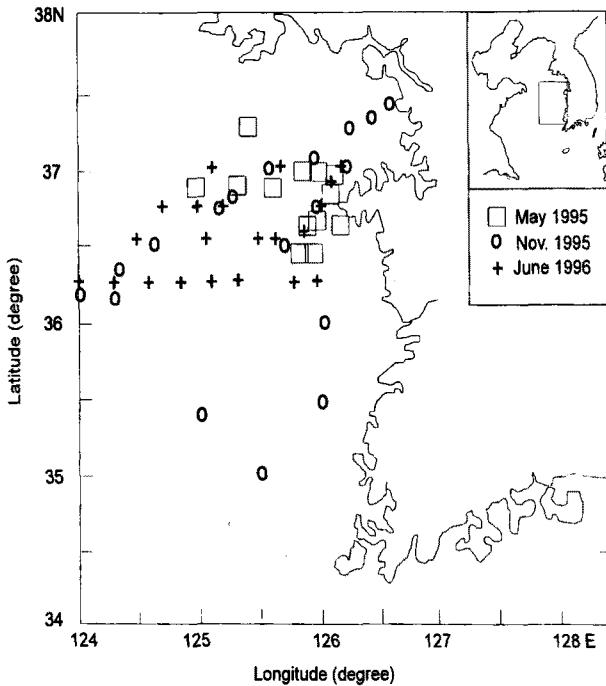 38N
37
36
35
34
Latitude (degree)
124
125
126
127
128 E
Longitude (degree)
May 1995
Nov. 1995
June 1996